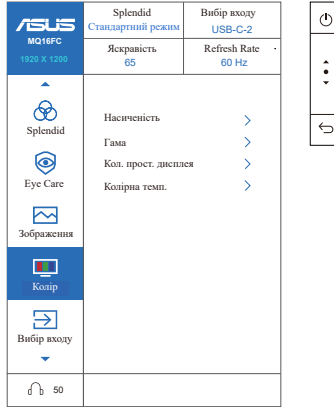 ASUS
MQ16FC
1920 X 1200
Splendid
Стандартний режим
Вибір входу
USB-C-2
Яскравість
65
Refresh Rate
60 Hz
Splendid
Eye Care
Зображення
Колір
Вибір входу
Насиченість
Гама
Кол. прост. дисплея
Колірна темп.
50